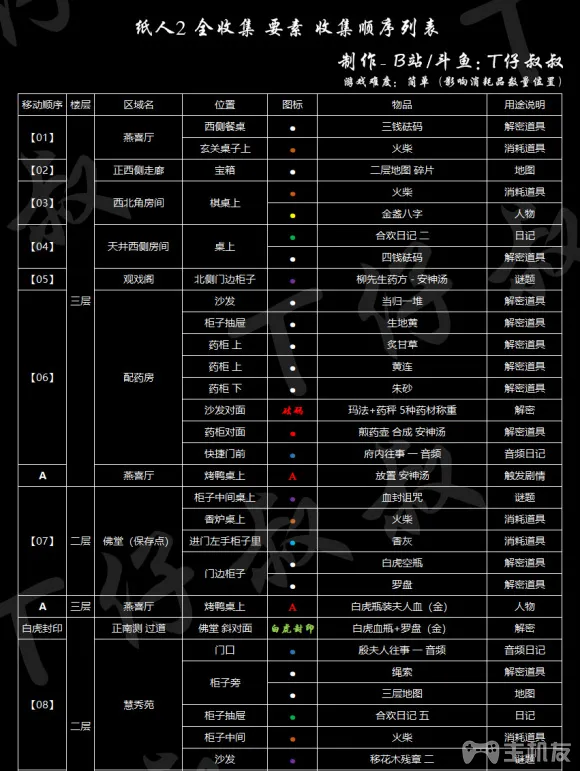 纸人2 全收集 要素 收集顺序列表
制作- B站/斗鱼:T仔叔叔
游戏难度: 简单 (影响消耗品数量位置)
移动顺序 楼层 区域名 位置 图标 物品 用途说明
【01】 三层 燕喜厅 西侧餐桌 三钱砝码 解密道具
玄关桌子上 火柴 消耗道具
【02】 正西侧走廊 宝箱 二层地图 碎片 地图
【03】 西北角房间 棋桌上 火柴 消耗道具
金盏八字 人物
【04】 天井西侧房间 桌上 合欢日记 二 日记
四钱砝码 解密道具
【05】 观戏阁 北侧门边柜子 柳先生药方 - 安神汤 谜题
【06】 配药房 沙发 当归一堆 解密道具
柜子抽屉 生地黄 解密道具
药柜 上 炙甘草 解密道具
药柜 上 黄连 解密道具
药柜 下 朱砂 解密道具
沙发对面 砝码 玛法+药秤 5种药材称重 解密
药柜对面 煎药壶 合成 安神汤 解密道具
快捷门前 府内往事 一 音频 音频日记
A 燕喜厅 烤鸭桌上 A 放置 安神汤 触发剧情
【07】 二层 佛堂(保存点) 柜子中间桌上 血封诅咒 谜题
香炉桌上 火柴 消耗道具
进门左手柜子里 香灰 消耗道具
门边柜子 白虎空瓶 解密道具
罗盘 解密道具
A 三层 燕喜厅 烤鸭桌上 A 白虎瓶装夫人血(金) 人物
白虎封印 二层 正南测 过道 佛堂 斜对面 白虎封印 白虎血瓶+罗盘(金) 解密
【08】 慧秀苑 门口 殷夫人往事 一 音频 音频日记
柜子旁 绳索 解密道具
三层地图 地图
柜子抽屉 合欢日记 五 日记
柜子中间 火柴 消耗道具
沙发 移花木残章 二 谜题
T仔叔叔
T仔叔叔
主机友